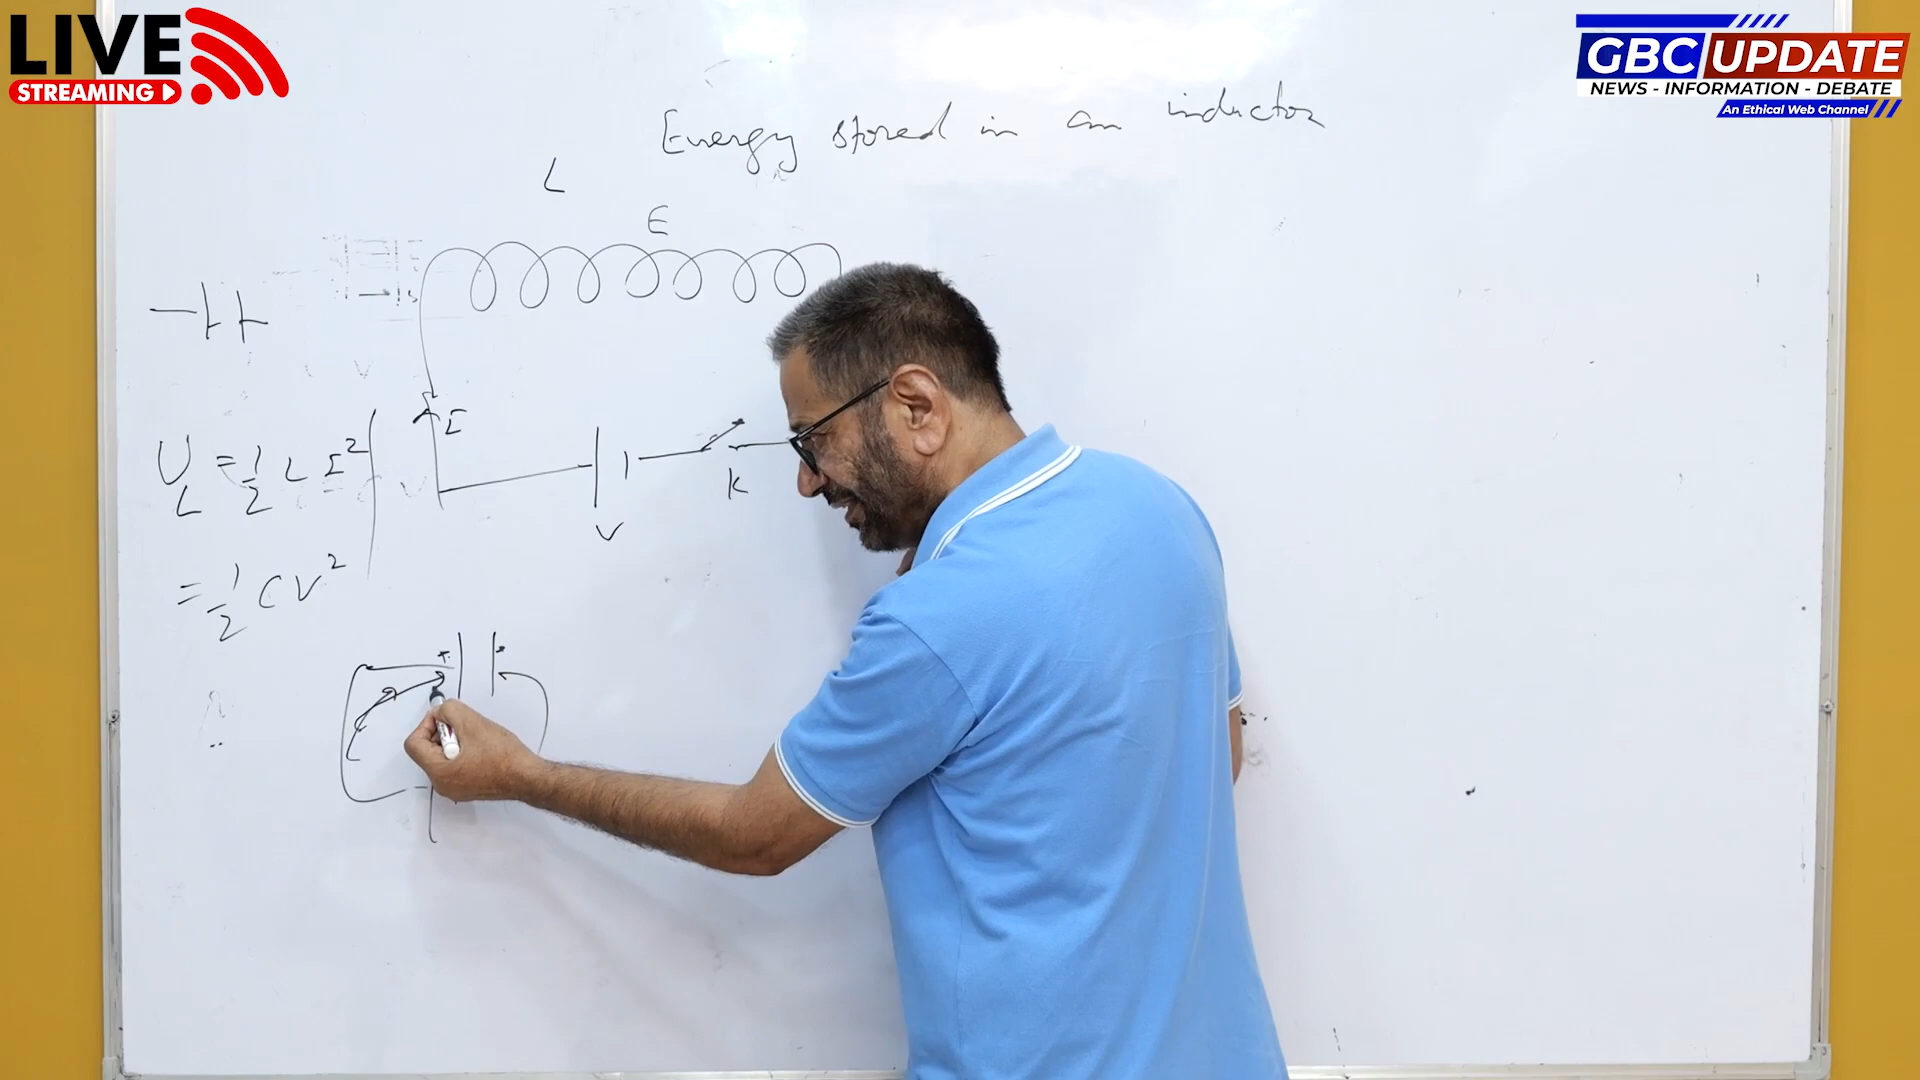 LIVE
STREAMING
GBC UPDATE
NEWS - INFORMATION - DEBATE
An Ethical Web Channel
Energy stored in an inductor
L
E
I
U_L = 1/2 L I²
K
V
= 1/2 C V²
+